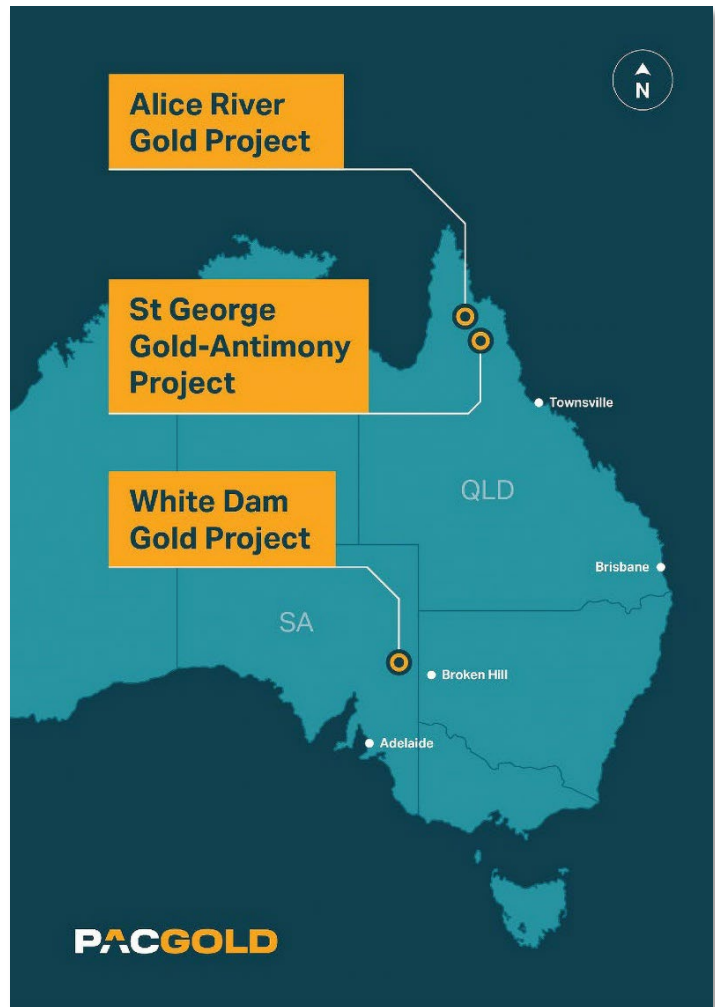 Alice River
Gold Project
N
St George
Gold-Antimony
Project
Townsville
White Dam
Gold Project
QLD
Brisbane
SA
Broken Hill
Adelaide
PACGOLD